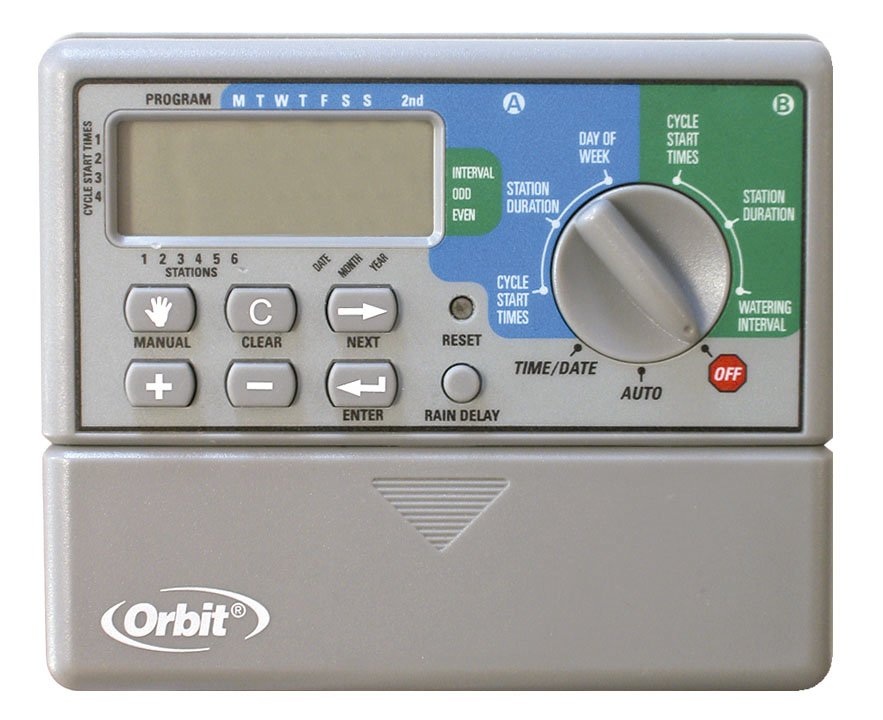 PROGRAM M T W T F S S 2nd
A
B
CYCLE START TIMES
1
2
3
4
INTERVAL
ODD
EVEN
1 2 3 4 5 6
STATIONS
DATE
MONTH
YEAR
DAY OF
WEEK
STATION
DURATION
CYCLE
START
TIMES
CYCLE
START
TIMES
STATION
DURATION
WATERING
INTERVAL
TIME/DATE
AUTO
OFF
MANUAL
C
CLEAR
NEXT
RESET
+
−
ENTER
RAIN DELAY
Orbit®